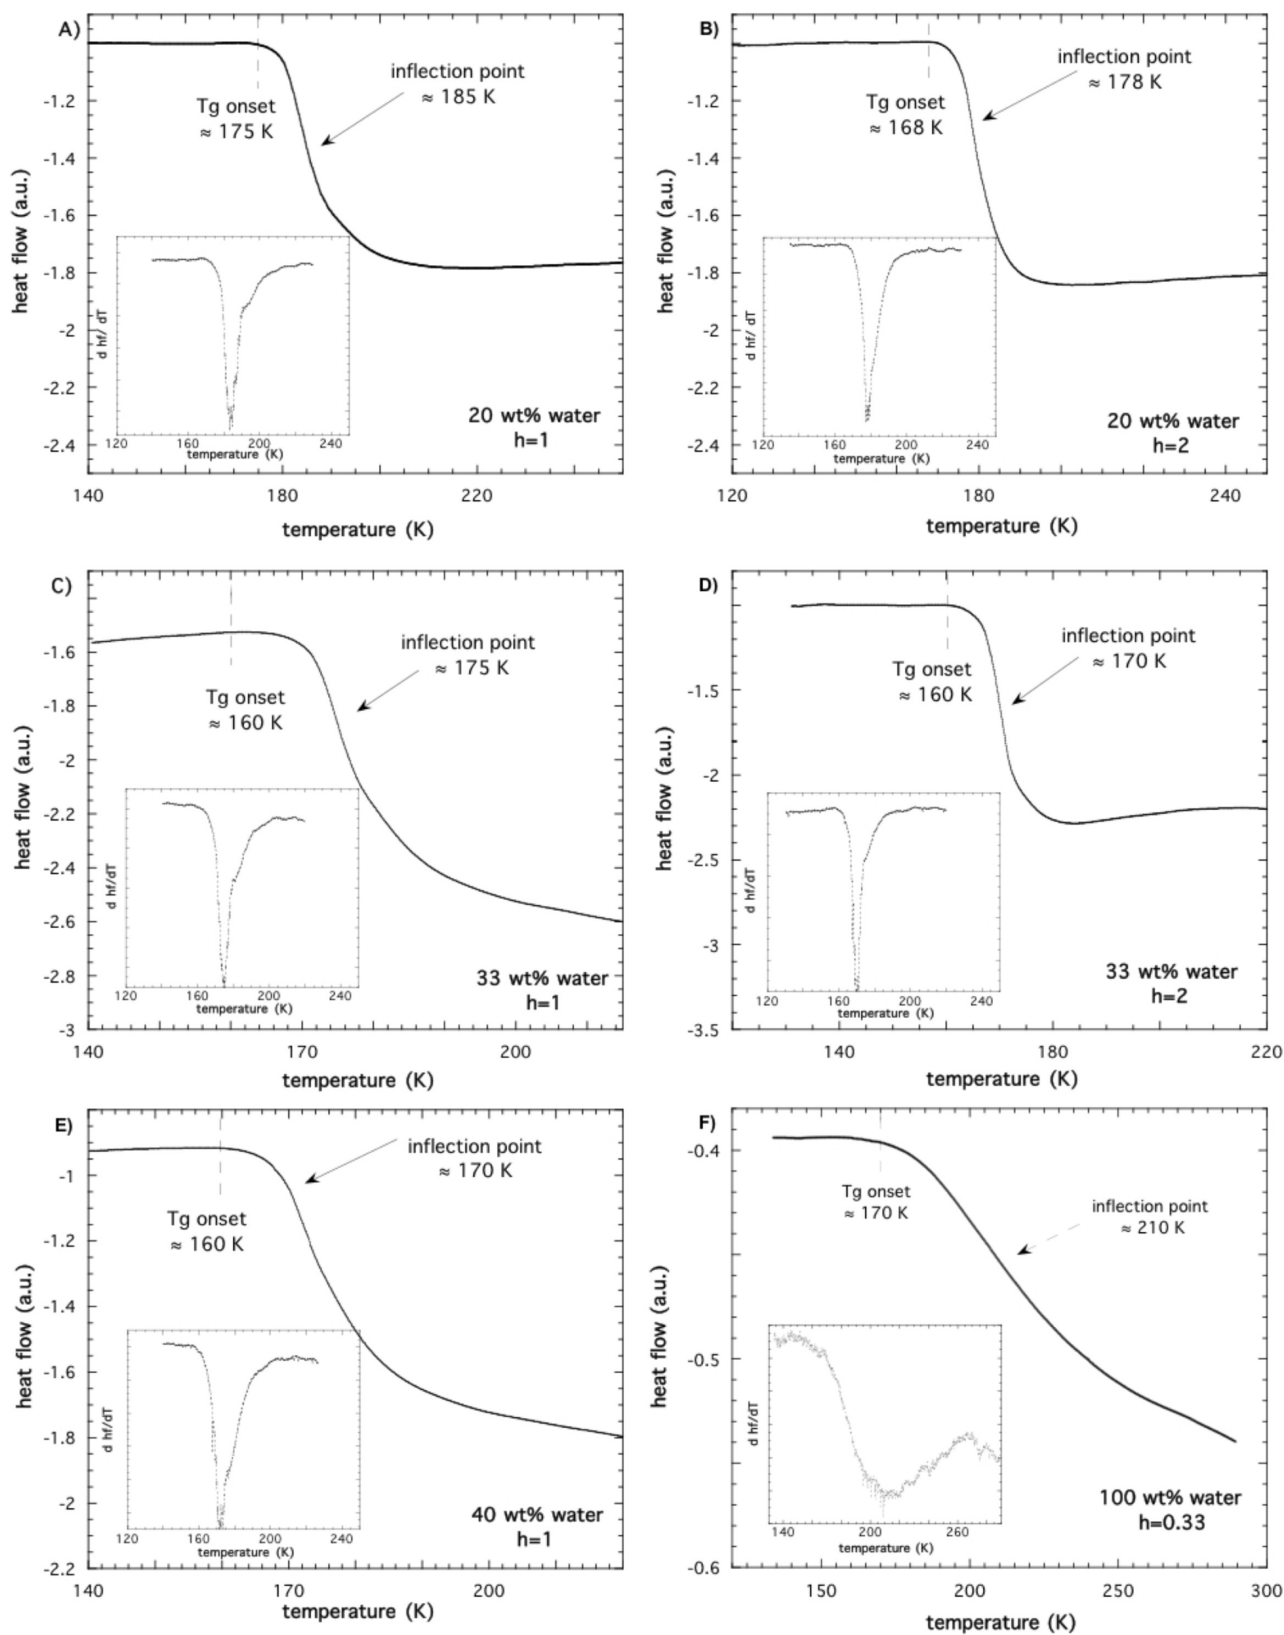 A)
Tg onset
≈ 175 K
inflection point
≈ 185 K
heat flow (a.u.)
-1.2
-1.4
-1.6
-1.8
-2
-2.2
-2.4
d hf/ dT
120 160 200 240
temperature (K)
20 wt% water
h=1
140 180 220
temperature (K)
B)
Tg onset
≈ 168 K
inflection point
≈ 178 K
heat flow (a.u.)
-1.2
-1.4
-1.6
-1.8
-2
-2.2
-2.4
d hf/ dT
120 160 200 240
temperature (K)
20 wt% water
h=2
120 180 240
temperature (K)
C)
Tg onset
≈ 160 K
inflection point
≈ 175 K
heat flow (a.u.)
-1.6
-1.8
-2
-2.2
-2.4
-2.6
-2.8
-3
d hf/dT
120 160 200 240
temperature (K)
33 wt% water
h=1
140 170 200
temperature (K)
D)
Tg onset
≈ 160 K
inflection point
≈ 170 K
heat flow (a.u.)
-1.5
-2
-2.5
-3
-3.5
d hf/dT
120 160 200 240
temperature (K)
33 wt% water
h=2
140 180 220
temperature (K)
E)
Tg onset
≈ 160 K
inflection point
≈ 170 K
heat flow (a.u.)
-1
-1.2
-1.4
-1.6
-1.8
-2
-2.2
d hf/dT
120 160 200 240
temperature (K)
40 wt% water
h=1
140 170 200
temperature (K)
F)
Tg onset
≈ 170 K
inflection point
≈ 210 K
heat flow (a.u.)
-0.4
-0.5
-0.6
d hf/dT
140 200 260
temperature (K)
100 wt% water
h=0.33
150 200 250 300
temperature (K)